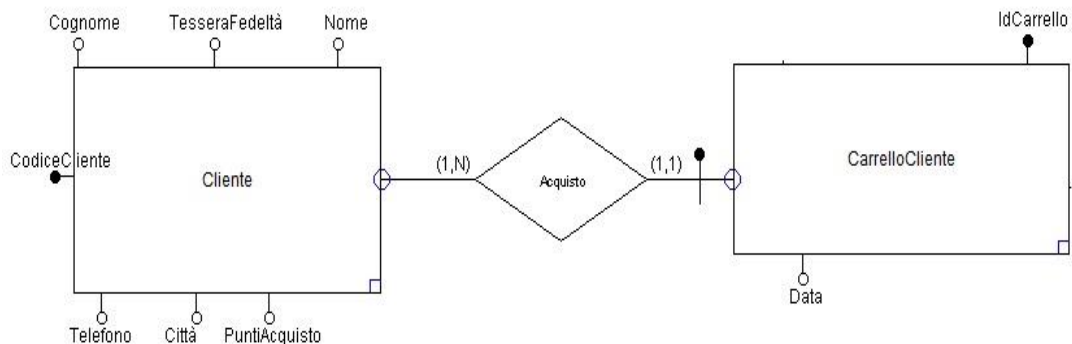 Cognome
TesseraFedeltà
Nome
IdCarrello
CodiceCliente
Cliente
(1,N)
Acquisto
(1,1)
CarrelloCliente
Data
Telefono
Città
PuntiAcquisto